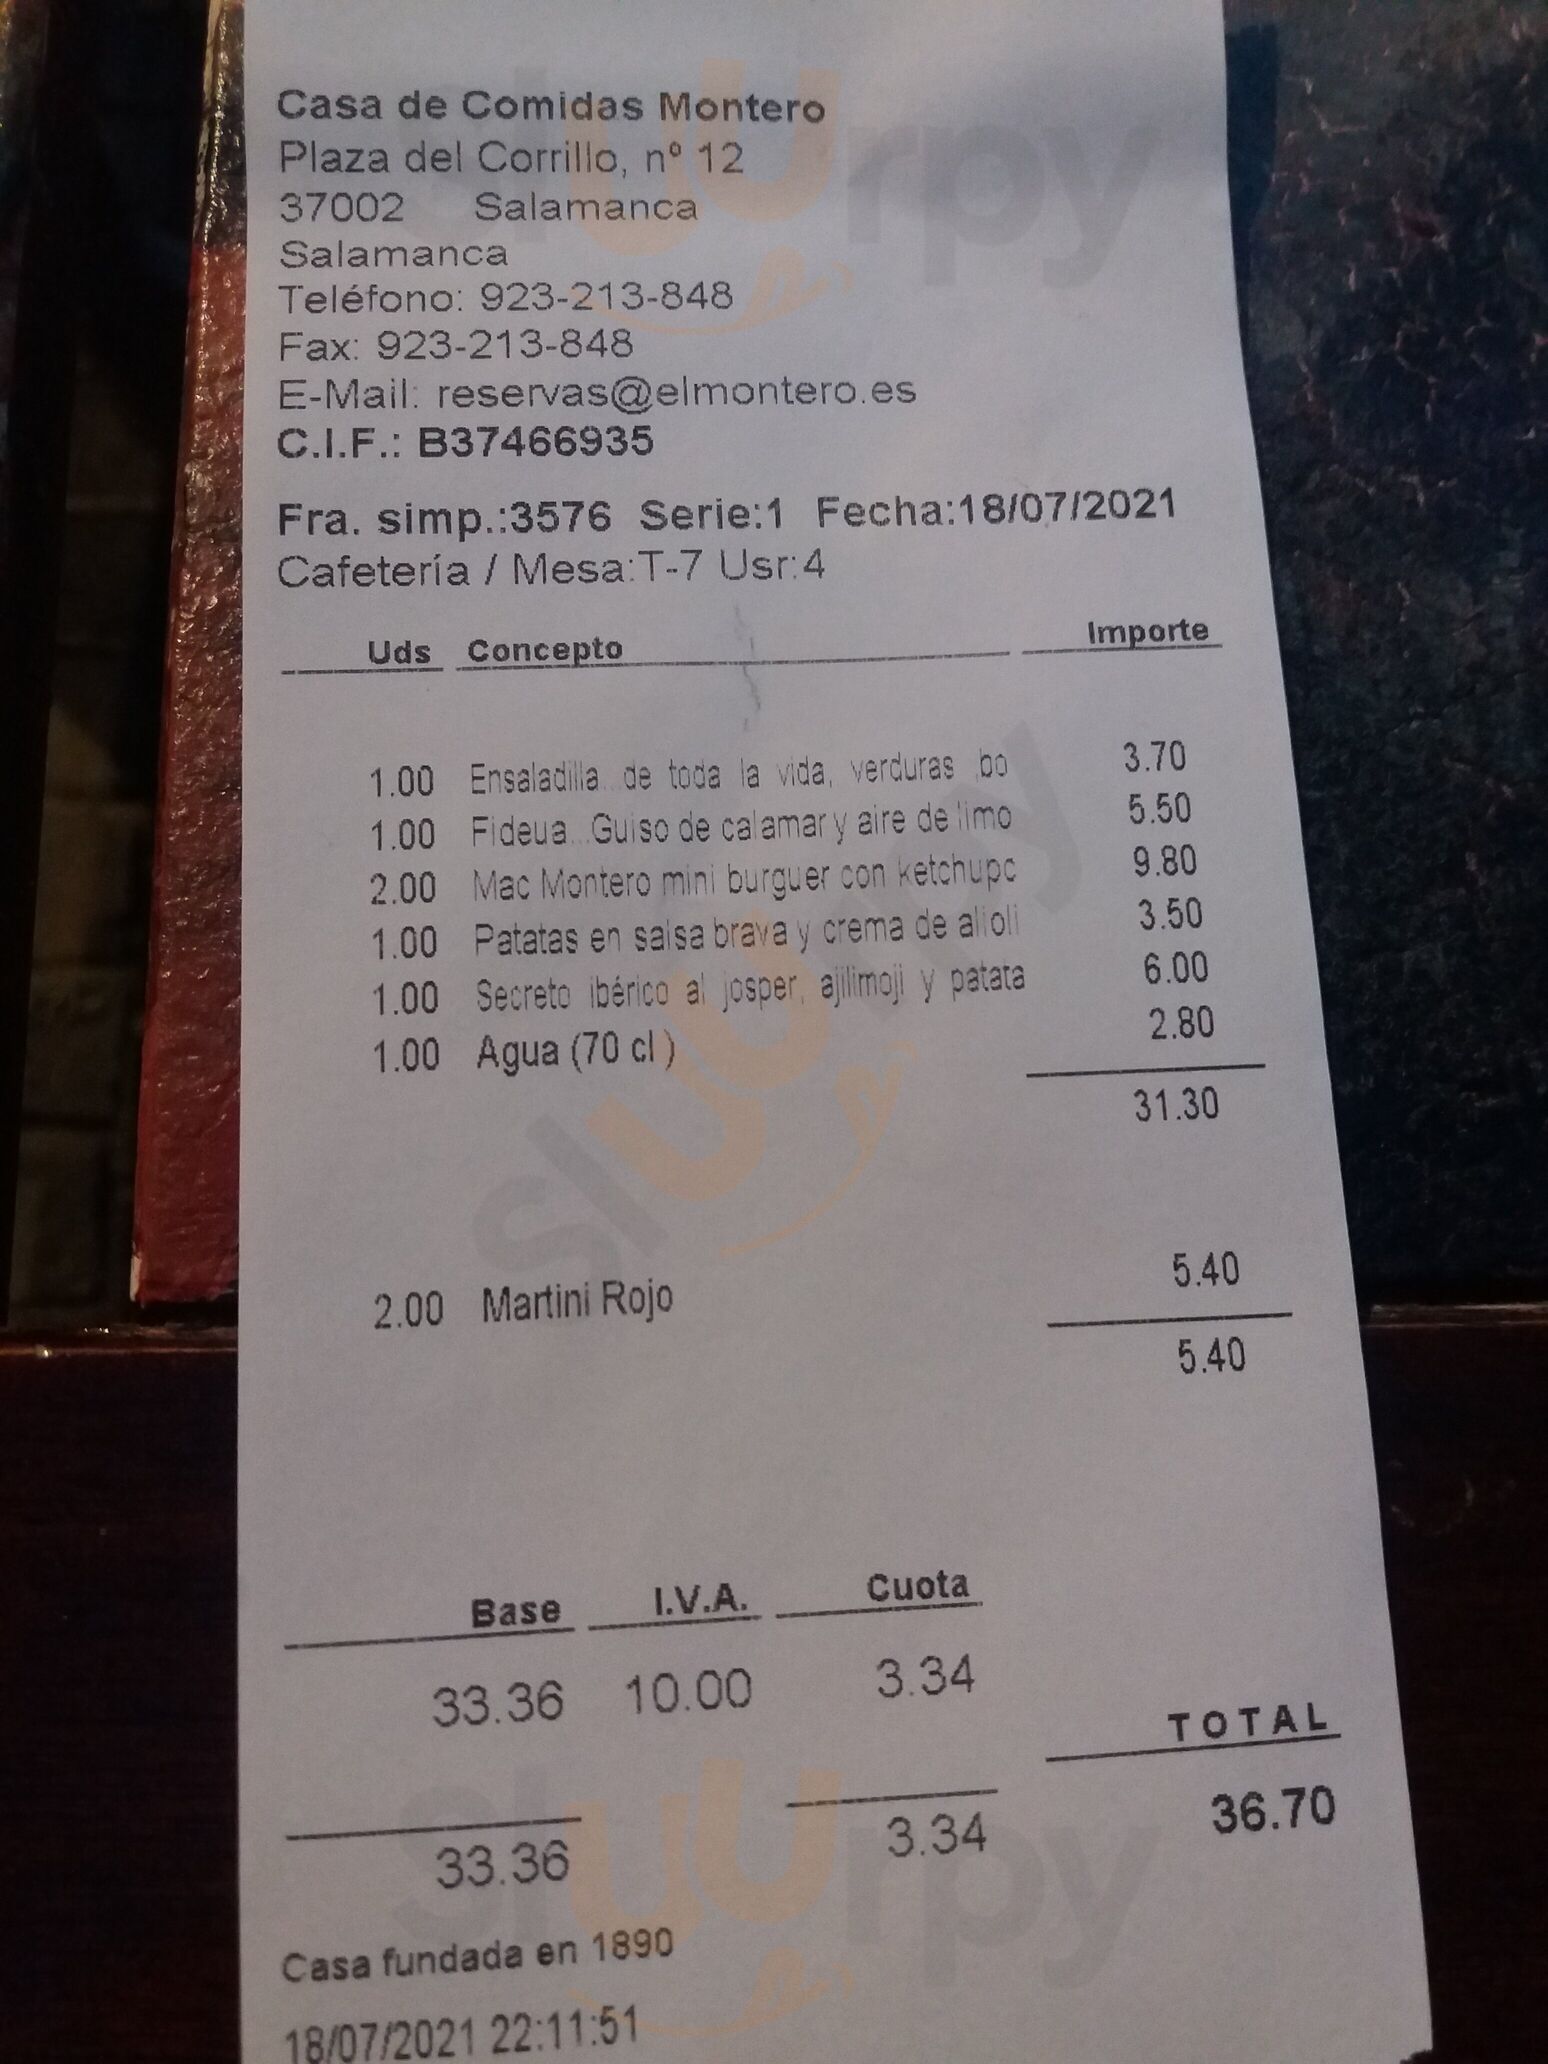 Casa de Comidas Montero
Plaza del Corrillo, nº 12
37002 Salamanca
Salamanca
Teléfono: 923-213-848
Fax: 923-213-848
E-Mail: reservas@elmontero.es
C.I.F.: B37466935
Fra. simp.:3576 Serie:1 Fecha:18/07/2021
Cafetería / Mesa:T-7 Usr:4
Uds Concepto Importe
1.00 Ensaladilla...de toda la vida, verduras ,bo 3.70
1.00 Fideua...Guiso de calamar y aire de limo 5.50
2.00 Mac Montero mini burguer con ketchupc 9.80
1.00 Patatas en salsa brava y crema de alioli 3.50
1.00 Secreto ibérico al josper, ajilimoji y patata 6.00
1.00 Agua (70 cl ) 2.80
31.30
2.00 Martini Rojo 5.40
5.40
Base I.V.A. Cuota
33.36 10.00 3.34
TOTAL
33.36 3.34 36.70
Casa fundada en 1890
18/07/2021 22:11:51
sluurpy
sluurpy
sluurpy